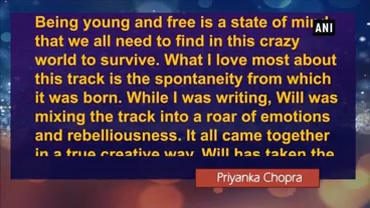 ANI
Being young and free is a state of mind
that we all need to find in this crazy
world to survive. What I love most about
this track is the spontaneity from which
it was born. While I was writing, Will was
mixing the track into a roar of emotions
and rebelliousness. It all came together
in a true creative way. Will has taken the
Priyanka Chopra